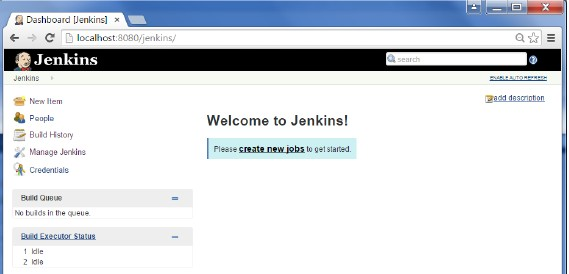 Dashboard [Jenkins]
localhost:8080/jenkins/
Jenkins
search
Jenkins
ENABLE AUTO REFRESH
New Item
People
Build History
Manage Jenkins
Credentials
add description
Welcome to Jenkins!
Please create new jobs to get started.
Build Queue
No builds in the queue.
Build Executor Status
1 Idle
2 Idle